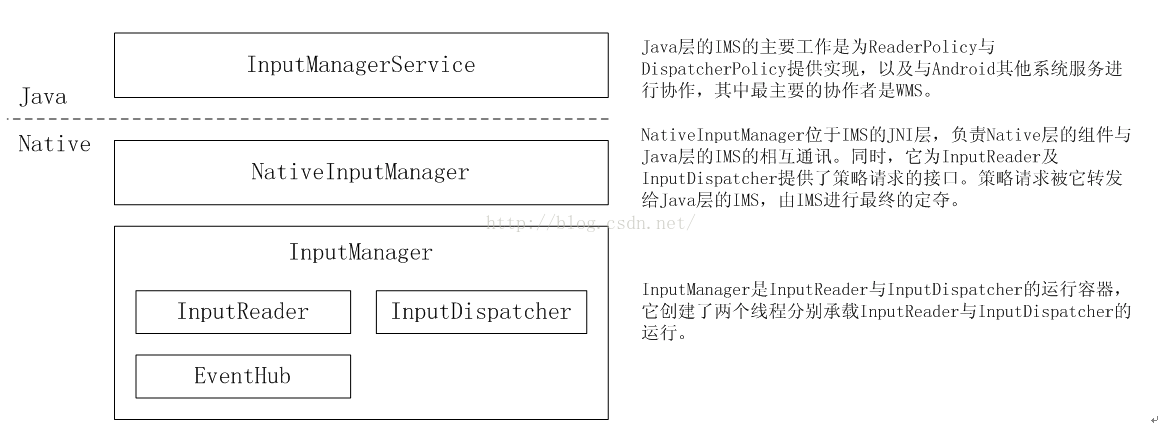 InputManagerService
Java层的IMS的主要工作是为ReaderPolicy与
DispatcherPolicy提供实现，以及与Android其他系统服务进
行协作，其中最主要的协作者是WMS。
Java
Native
NativeInputManager
NativeInputManager位于IMS的JNI层，负责Native层的组件与
Java层的IMS的相互通讯。同时，它为InputReader及
InputDispatcher提供了策略请求的接口。策略请求被它转发
给Java层的IMS，由IMS进行最终的定夺。
http://blog.csdn.net/
InputManager
InputReader
InputDispatcher
EventHub
InputManager是InputReader与InputDispatcher的运行容器，
它创建了两个线程分别承载InputReader与InputDispatcher的
运行。